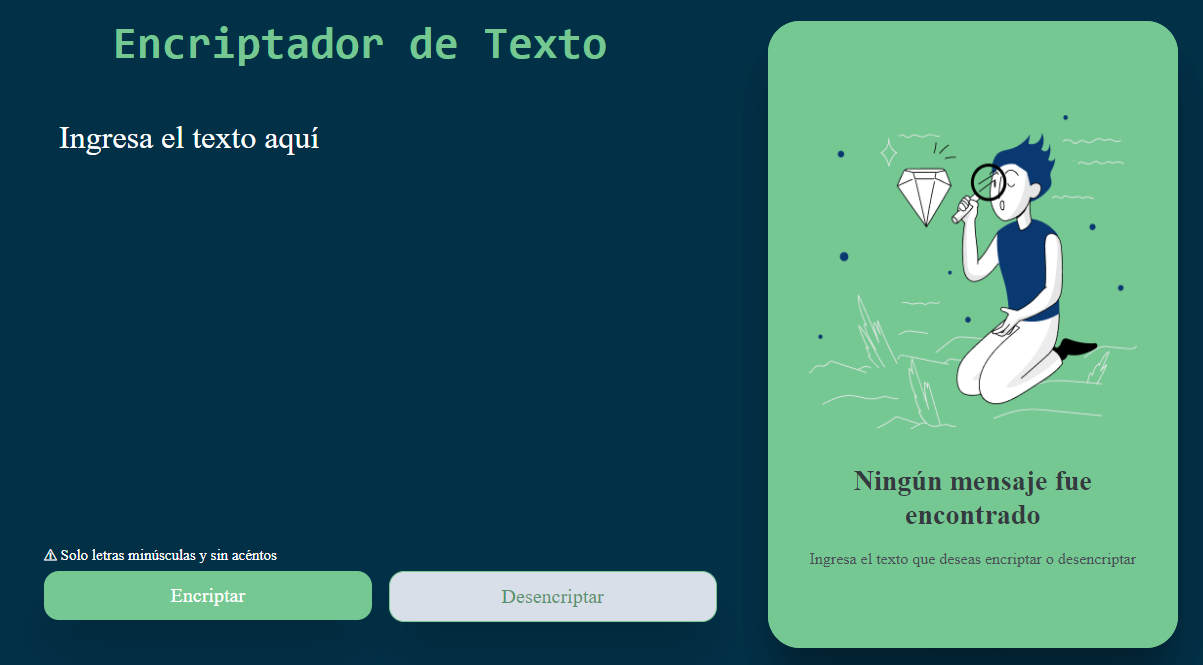 Encriptador de Texto
Ingresa el texto aquí
⚠ Solo letras minúsculas y sin acéntos
Encriptar
Desencriptar
Ningún mensaje fue
encontrado
Ingresa el texto que deseas encriptar o desencriptar